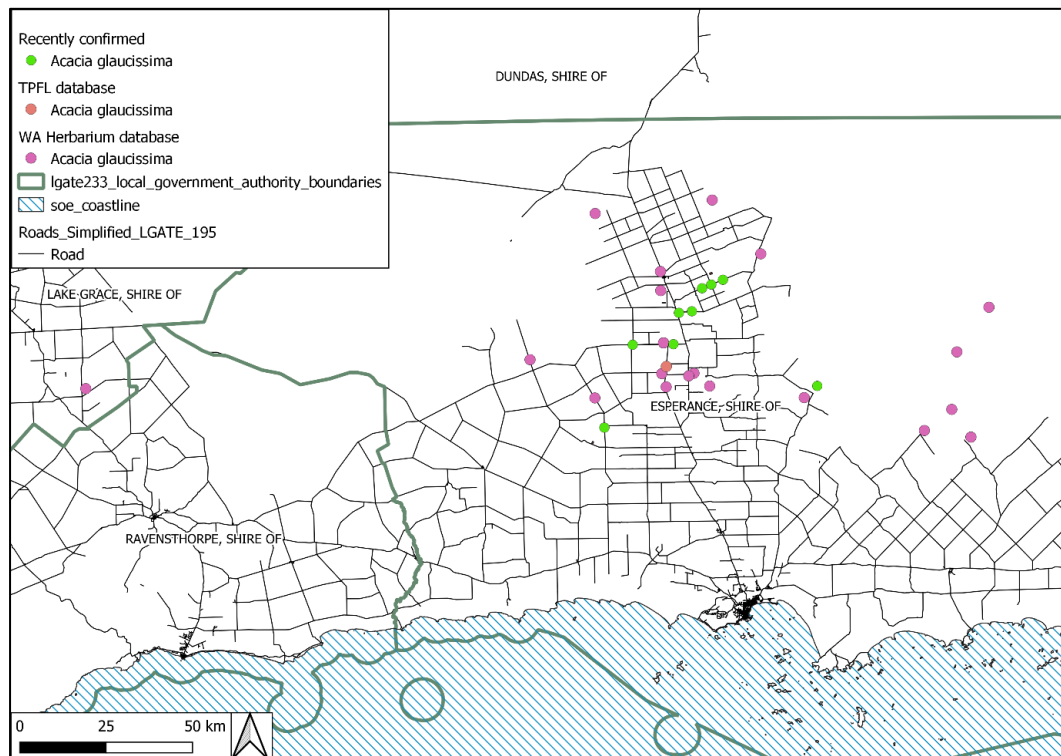 Recently confirmed
Acacia glaucissima
TPFL database
Acacia glaucissima
WA Herbarium database
Acacia glaucissima
lgate233_local_government_authority_boundaries
soe_coastline
Roads_Simplified_LGATE_195
Road
DUNDAS, SHIRE OF
LAKE GRACE, SHIRE OF
ESPERANCE, SHIRE OF
RAVENSTHORPE, SHIRE OF
0 25 50 km